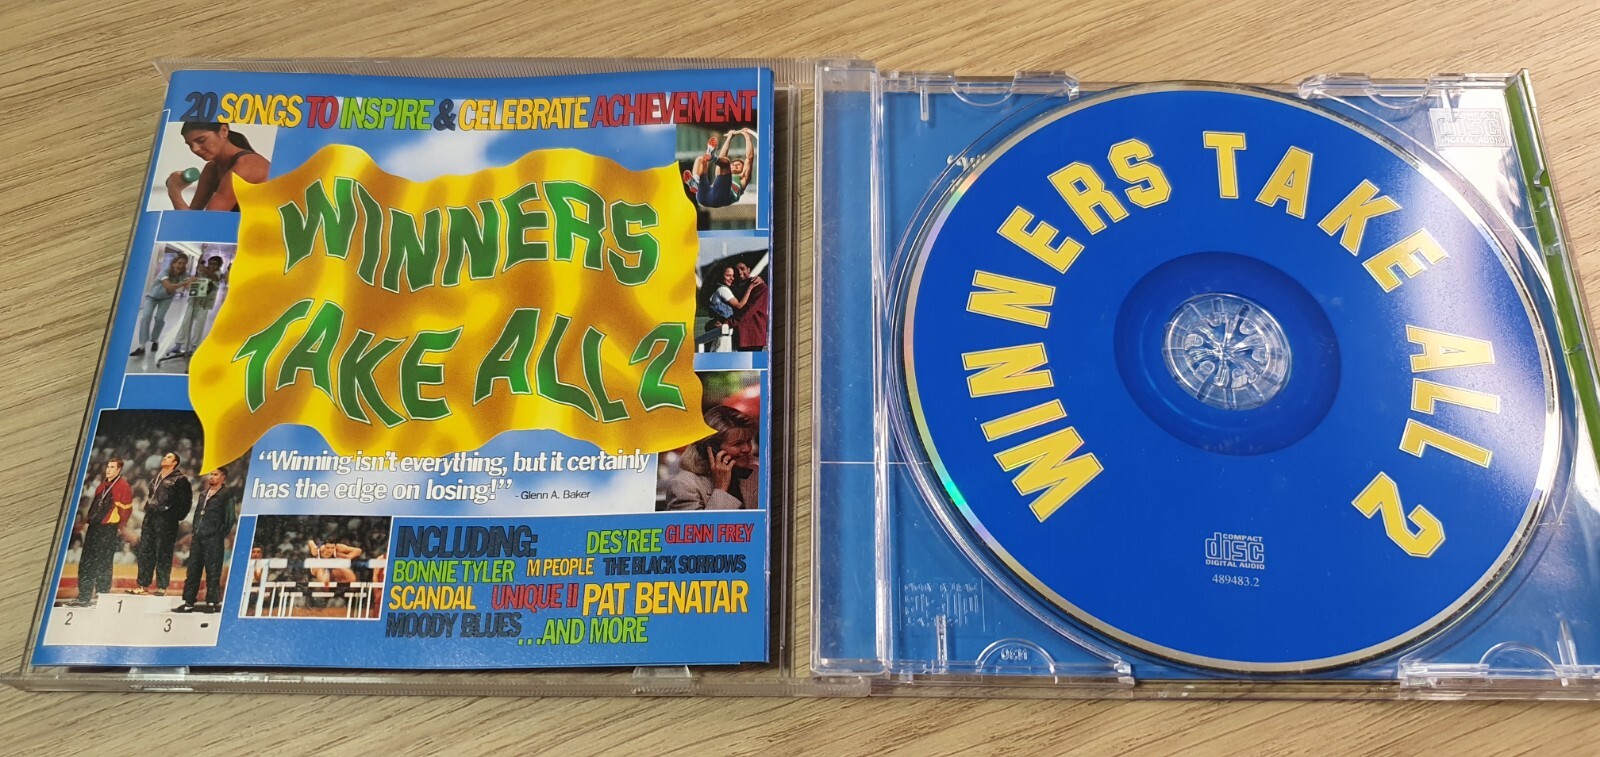 20 SONGS TO INSPIRE & CELEBRATE ACHIEVEMENT
WINNERS
TAKE ALL 2
"Winning isn't everything, but it certainly
has the edge on losing!" - Glenn A. Baker
INCLUDING: DES'REE GLENN FREY
BONNIE TYLER M PEOPLE THE BLACK SORROWS
SCANDAL UNIQUE II PAT BENATAR
MOODY BLUES ...AND MORE
2 1 3
WINNERS TAKE ALL 2
COMPACT
disc
DIGITAL AUDIO
489483.2